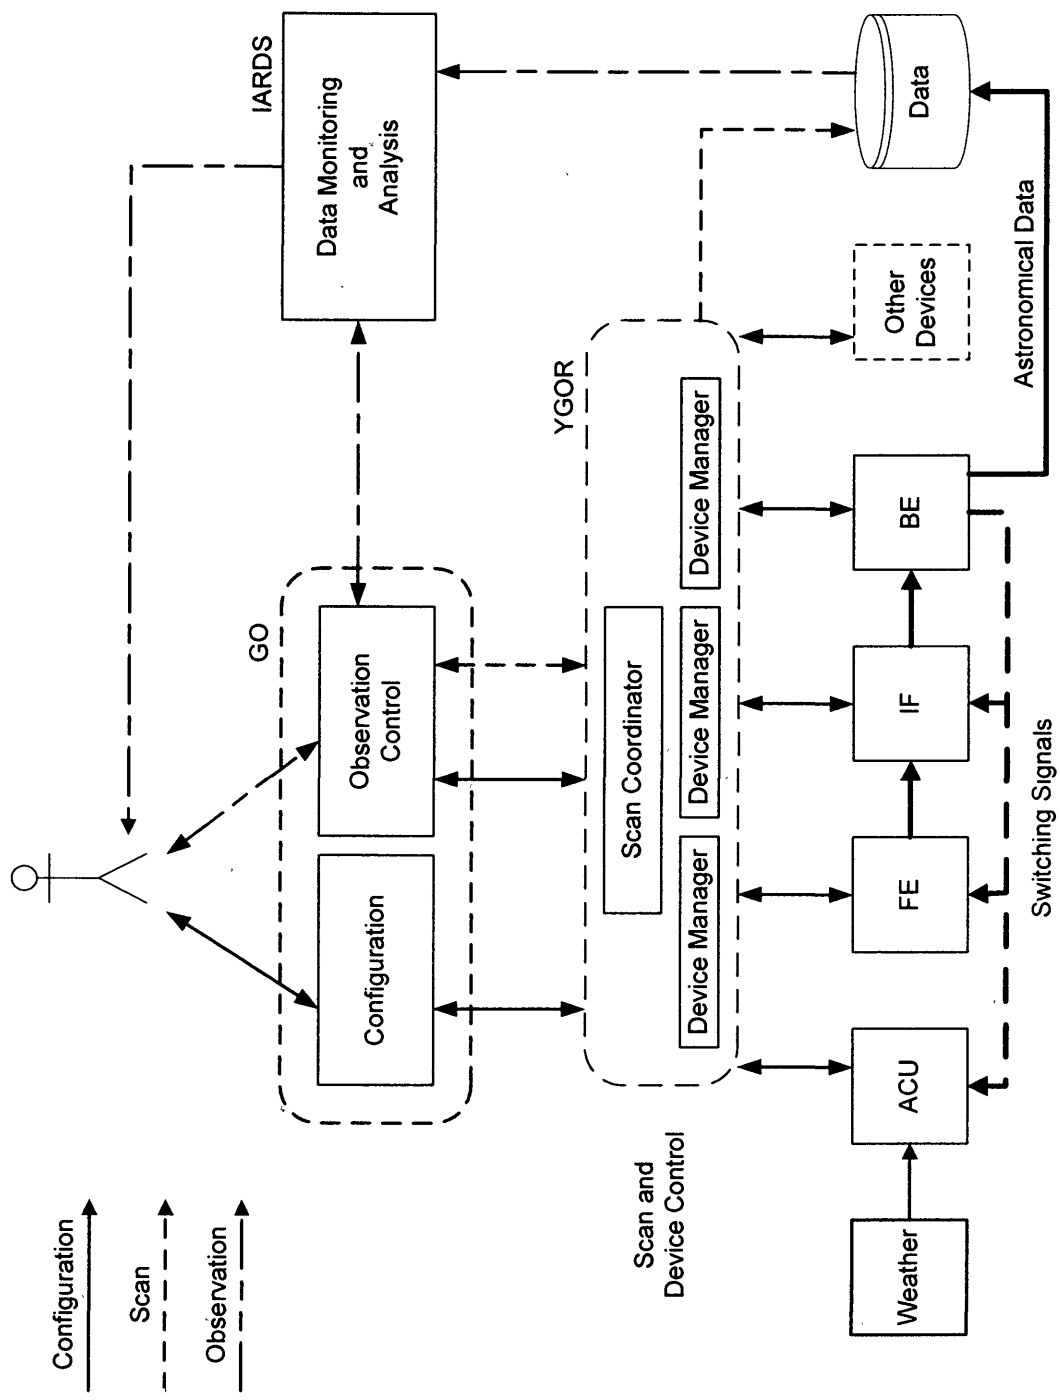 Configuration
Scan
Observation
GO
IARDS
Configuration
Observation
Control
Data Monitoring
and
Analysis
YGOR
Scan and
Device Control
Scan Coordinator
Device Manager
Device Manager
Device Manager
Weather
ACU
FE
IF
BE
Other
Devices
Data
Switching Signals
Astronomical Data